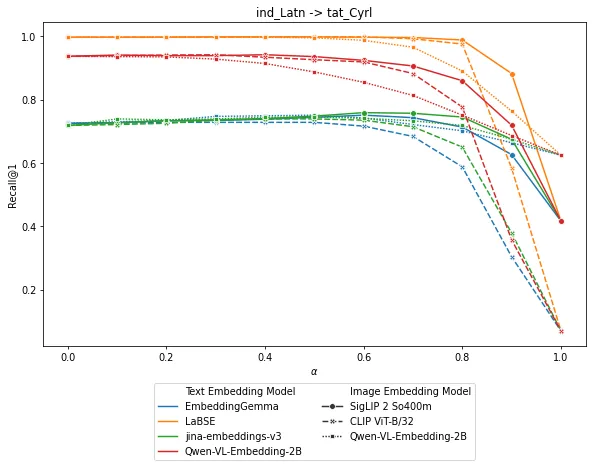 ind_Latn -> tat_Cyrl
Recall@1
1.0
0.8
0.6
0.4
0.2
0.0 0.2 0.4 0.6 0.8 1.0
α
Text Embedding Model Image Embedding Model
EmbeddingGemma SigLIP 2 So400m
LaBSE CLIP ViT-B/32
jina-embeddings-v3 Qwen-VL-Embedding-2B
Qwen-VL-Embedding-2B